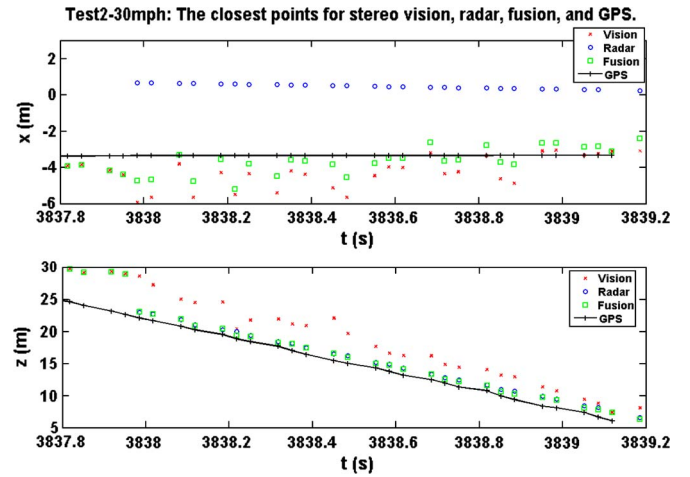 Test2-30mph: The closest points for stereo vision, radar, fusion, and GPS.
Vision
Radar
Fusion
GPS
2
0
-2
-4
-6
x (m)
3837.8 3838 3838.2 3838.4 3838.6 3838.8 3839 3839.2
t (s)
Vision
Radar
Fusion
GPS
30
25
20
15
10
5
z (m)
3837.8 3838 3838.2 3838.4 3838.6 3838.8 3839 3839.2
t (s)